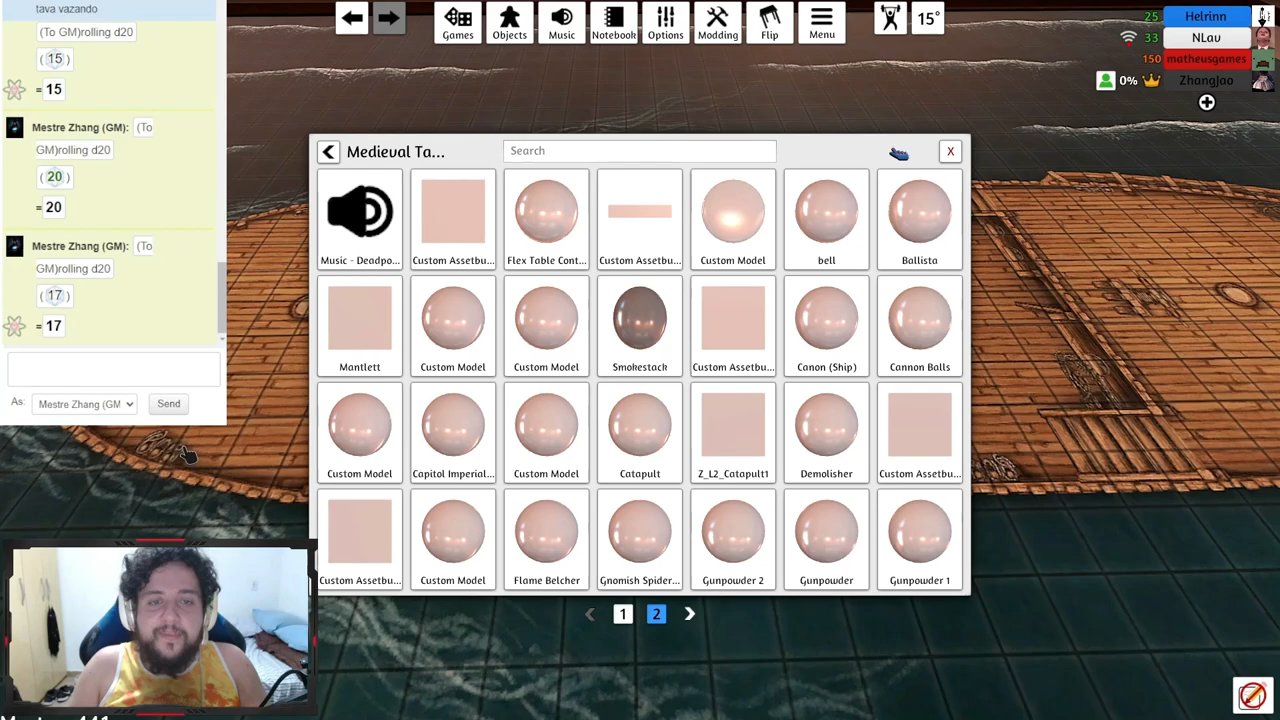 tava vazando
(To GM)rolling d20
(15)
=15
Mestre Zhang (GM): (To
GM)rolling d20
(20)
=20
Mestre Zhang (GM): (To
GM)rolling d20
(17)
=17
As: Mestre Zhang (GM Send
Games Objects Music Notebook Options Modding Flip Menu 15°
25 Helrinn
33 NLav
150 matheusgames
0% ZhangJao
Medieval Ta... Search X
Music - Deadpo... Custom Assetbu... Flex Table Cont... Custom Assetbu... Custom Model bell Ballista
Mantlett Custom Model Custom Model Smokestack Custom Assetbu... Canon (Ship) Cannon Balls
Custom Model Capitol Imperial... Custom Model Catapult Z_L2_Catapult1 Demolisher Custom Assetbu...
Custom Assetbu... Custom Model Flame Belcher Gnomish Spider... Gunpowder 2 Gunpowder Gunpowder 1
1 2